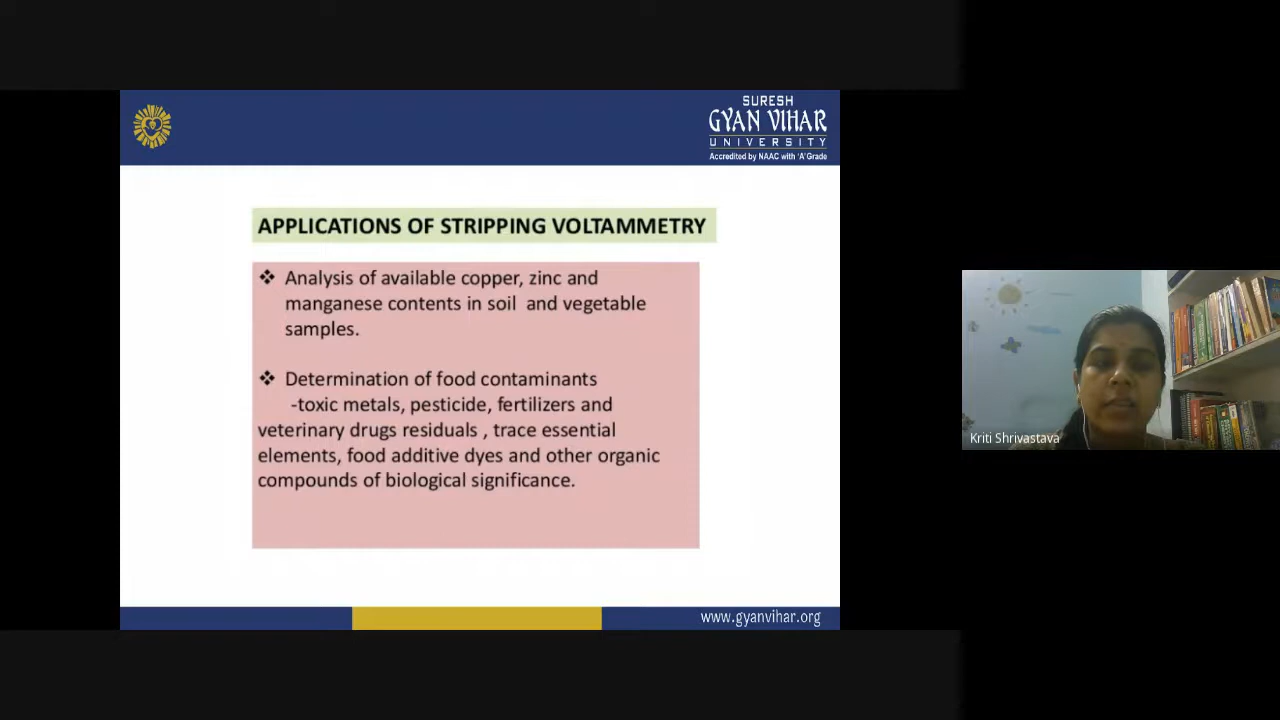 SURESH
GYAN VIHAR
UNIVERSITY
Accredited by NAAC with 'A' Grade
APPLICATIONS OF STRIPPING VOLTAMMETRY
❖ Analysis of available copper, zinc and
manganese contents in soil and vegetable
samples.
❖ Determination of food contaminants
-toxic metals, pesticide, fertilizers and
veterinary drugs residuals , trace essential
elements, food additive dyes and other organic
compounds of biological significance.
www.gyanvihar.org
Kriti Shrivastava